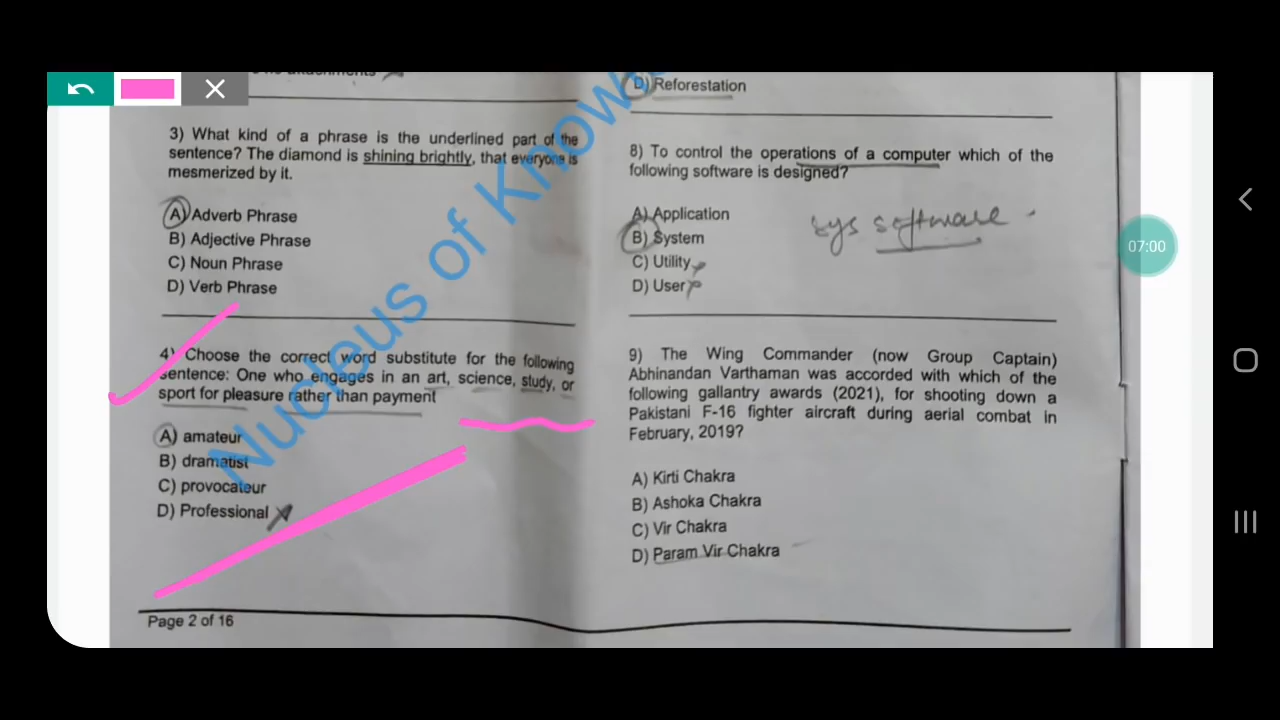 D) Reforestation
3) What kind of a phrase is the underlined part of the
sentence? The diamond is shining brightly, that everyone is
mesmerized by it.
A) Adverb Phrase
B) Adjective Phrase
C) Noun Phrase
D) Verb Phrase
4) Choose the correct word substitute for the following
sentence: One who engages in an art, science, study, or
sport for pleasure rather than payment
A) amateur
B) dramatist
C) provocateur
D) Professional
Page 2 of 16
8) To control the operations of a computer which of the
following software is designed?
A) Application
B) System
C) Utility
D) User
sys software
9) The Wing Commander (now Group Captain)
Abhinandan Varthaman was accorded with which of the
following gallantry awards (2021), for shooting down a
Pakistani F-16 fighter aircraft during aerial combat in
February, 2019?
A) Kirti Chakra
B) Ashoka Chakra
C) Vir Chakra
D) Param Vir Chakra
Nucleus of Know
07:00